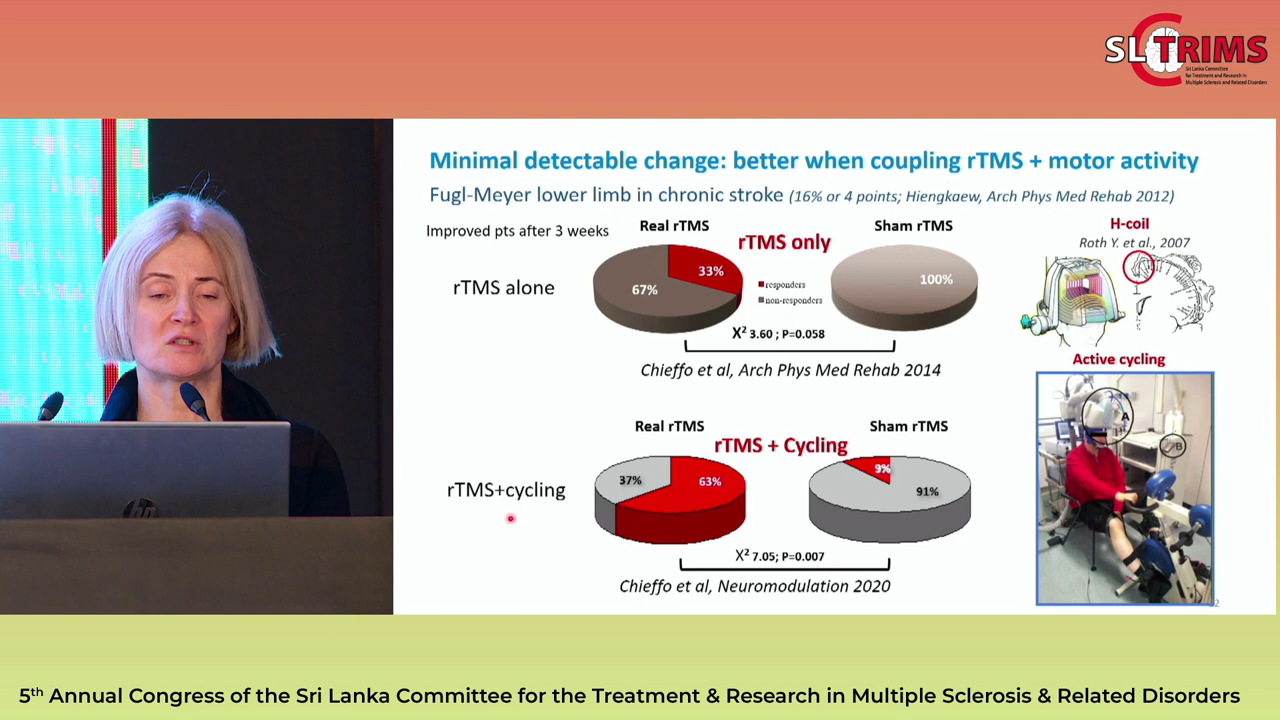 SLCTRIMS
Sri Lanka Committee
for Treatment and Research in
Multiple Sclerosis and Related Disorders
Minimal detectable change: better when coupling rTMS + motor activity
Fugl-Meyer lower limb in chronic stroke (16% or 4 points; Hiengkaew, Arch Phys Med Rehab 2012)
Improved pts after 3 weeks
Real rTMS
rTMS only
Sham rTMS
rTMS alone
33%
67%
responders
non-responders
100%
X² 3.60 ; P=0.058
Chieffo et al, Arch Phys Med Rehab 2014
H-coil
Roth Y. et al., 2007
Active cycling
A
B
Real rTMS
rTMS + Cycling
Sham rTMS
rTMS+cycling
37%
63%
9%
91%
X² 7.05; P=0.007
Chieffo et al, Neuromodulation 2020
hp
5th Annual Congress of the Sri Lanka Committee for the Treatment & Research in Multiple Sclerosis & Related Disorders